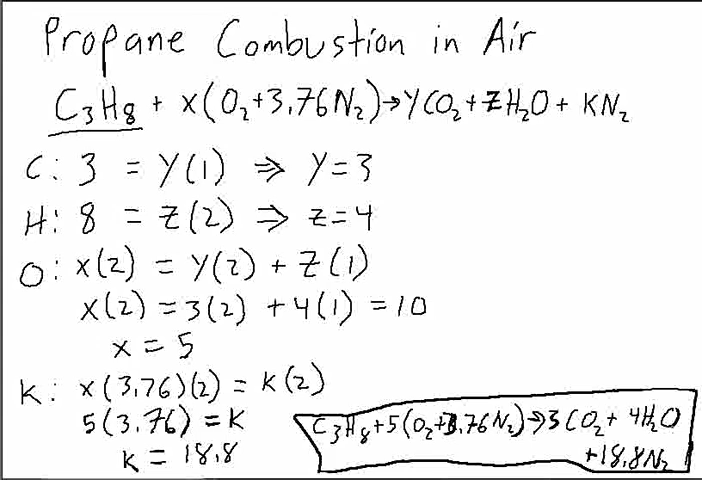 Propane Combustion in Air
C₃H₈ + x(O₂+3.76N₂)→yCO₂+zH₂O+KN₂
C: 3 = y(1) ⇒ y=3
H: 8 = z(2) ⇒ z=4
O: x(2) = y(2) + z(1)
x(2) = 3(2) + 4(1) = 10
x = 5
K: x(3.76)(2) = K(2)
5(3.76) = K
K = 18.8
C₃H₈+5(O₂+3.76N₂)→3CO₂+4H₂O
+18.8N₂